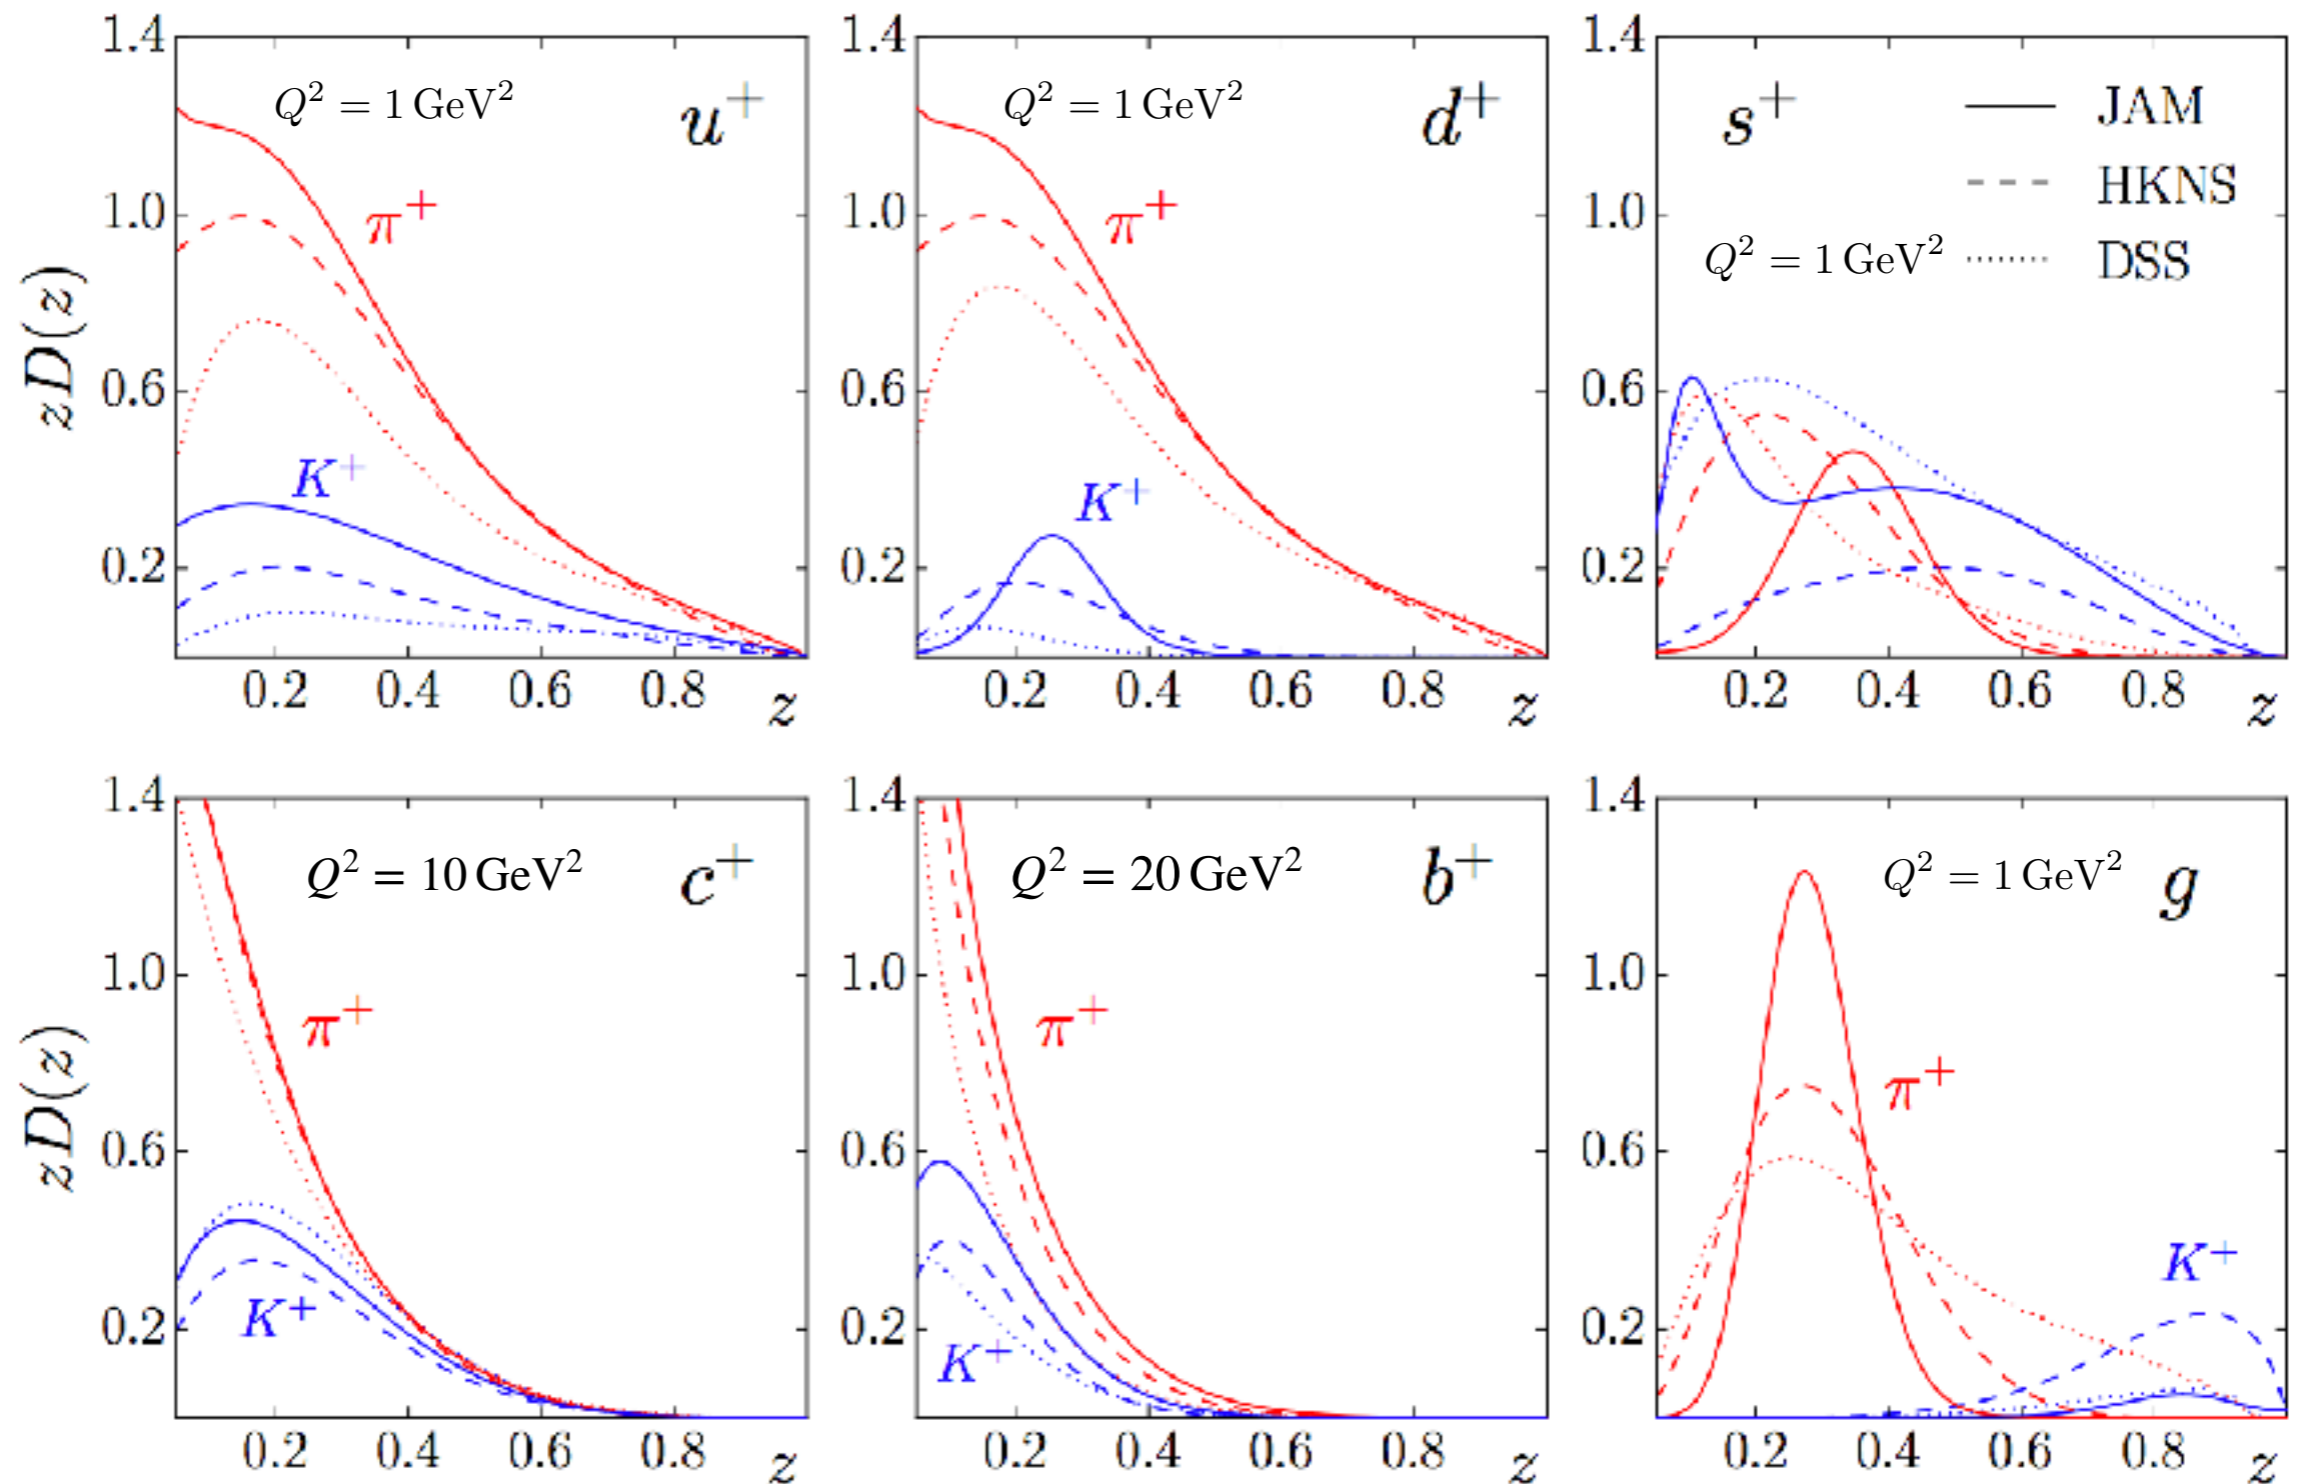 1.4 1.4 1.4
Q² = 1 GeV² u⁺ Q² = 1 GeV² d⁺ s⁺ JAM
HKNS
1.0 π⁺ 1.0 π⁺ 1.0
Q² = 1 GeV² DSS
zD(z)
0.6 0.6 0.6
K⁺ K⁺
0.2 0.2 0.2
0.2 0.4 0.6 0.8 z 0.2 0.4 0.6 0.8 z 0.2 0.4 0.6 0.8 z
1.4 1.4 1.4
Q² = 10 GeV² c⁺ Q² = 20 GeV² b⁺ Q² = 1 GeV² g
1.0 1.0 1.0
π⁺ π⁺ π⁺
zD(z)
0.6 0.6 0.6
K⁺
0.2 K⁺ 0.2 K⁺ 0.2
0.2 0.4 0.6 0.8 z 0.2 0.4 0.6 0.8 z 0.2 0.4 0.6 0.8 z